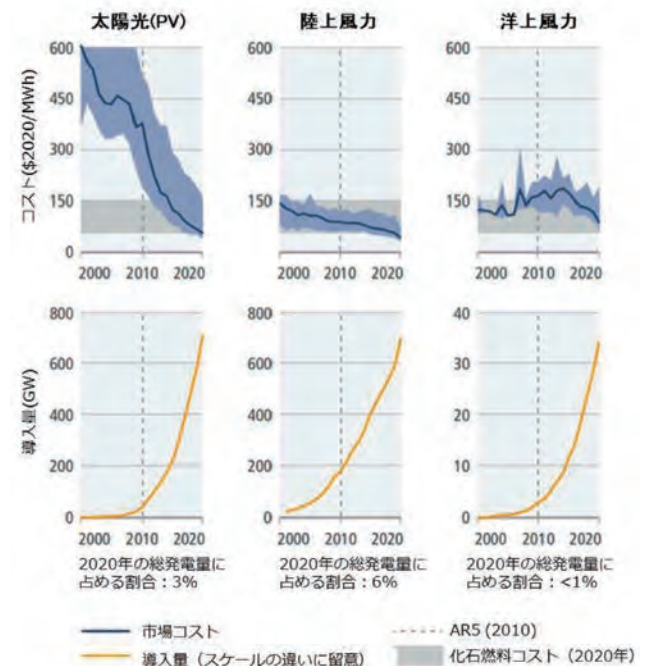 太陽光(PV)
陸上風力
洋上風力
コスト($2020/MWh)
600
450
300
150
0
2000 2010 2020
600
450
300
150
0
2000 2010 2020
600
450
300
150
0
2000 2010 2020
導入量(GW)
800
600
400
200
0
2000 2010 2020
800
600
400
200
0
2000 2010 2020
40
30
20
10
0
2000 2010 2020
2020年の総発電量に
占める割合：3%
2020年の総発電量に
占める割合：6%
2020年の総発電量に
占める割合：<1%
市場コスト
AR5 (2010)
導入量（スケールの違いに留意）
化石燃料コスト（2020年）